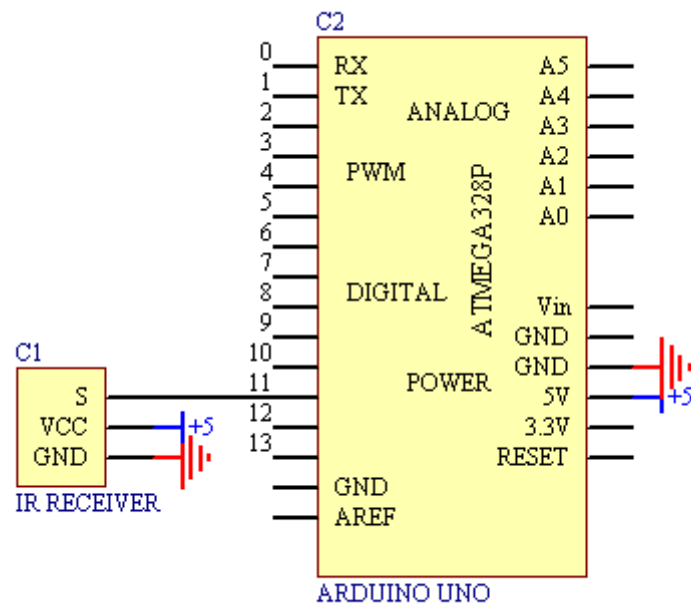 C2
0 RX A5
1 TX A4
ANALOG
2 A3
3 A2
PWM
4 A1
5 A0
6
7
ATMEGA328P
8 DIGITAL Vin
9 GND
10 GND
C1
11 POWER 5V +5
S
12 3.3V
VCC +5
13 RESET
GND
GND
IR RECEIVER
AREF
ARDUINO UNO